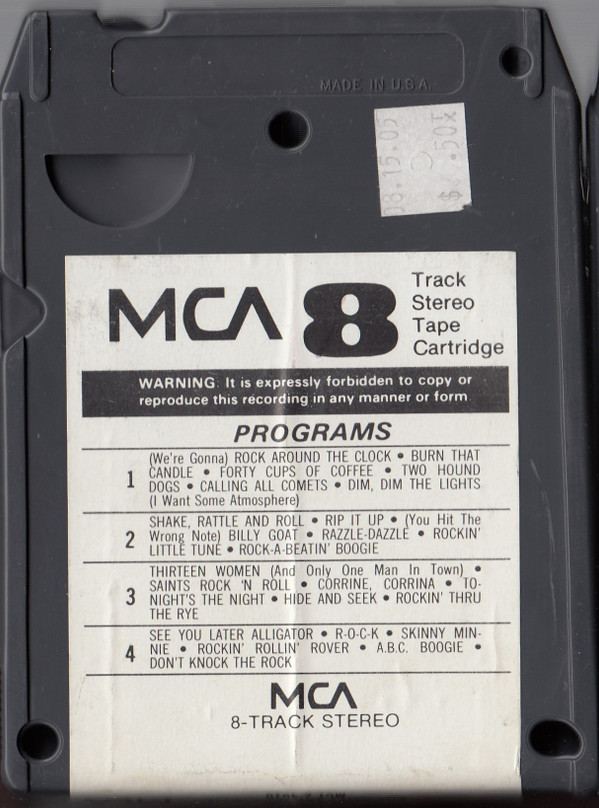 MADE IN U.S.A.
08.15.05
$ .50
MCA 8 Track
Stereo
Tape
Cartridge
WARNING It is expressly forbidden to copy or
reproduce this recording in any manner or form
PROGRAMS
1 (We're Gonna) ROCK AROUND THE CLOCK • BURN THAT
CANDLE • FORTY CUPS OF COFFEE • TWO HOUND
DOGS • CALLING ALL COMETS • DIM, DIM THE LIGHTS
(I Want Some Atmosphere)
2 SHAKE, RATTLE AND ROLL • RIP IT UP • (You Hit The
Wrong Note) BILLY GOAT • RAZZLE-DAZZLE • ROCKIN'
LITTLE TUNE • ROCK-A-BEATIN' BOOGIE
3 THIRTEEN WOMEN (And Only One Man In Town) •
SAINTS ROCK 'N ROLL • CORRINE, CORRINA • TO-
NIGHT'S THE NIGHT • HIDE AND SEEK • ROCKIN' THRU
THE RYE
4 SEE YOU LATER ALLIGATOR • R-O-C-K • SKINNY MIN-
NIE • ROCKIN' ROLLIN' ROVER • A.B.C. BOOGIE •
DON'T KNOCK THE ROCK
MCA
8-TRACK STEREO